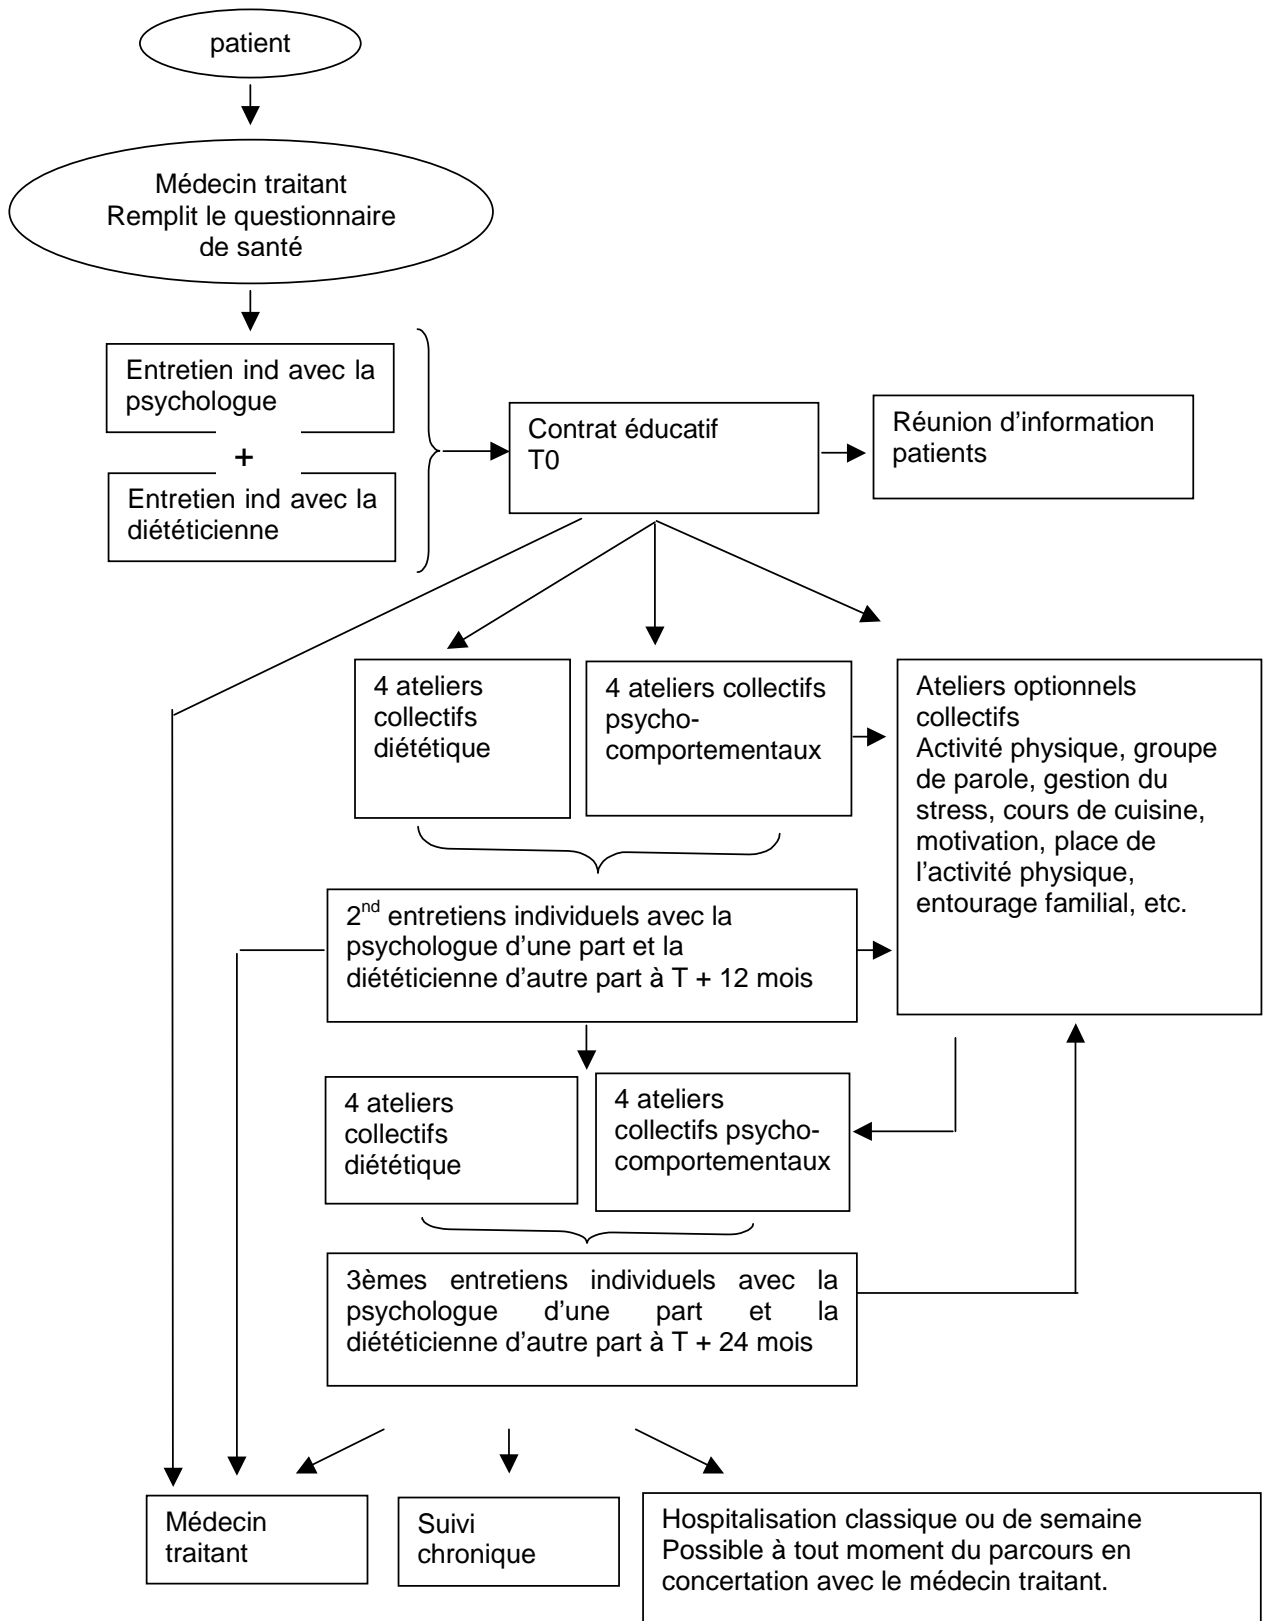 patient
Médecin traitant
Remplit le questionnaire
de santé
Entretien ind avec la
psychologue
+
Entretien ind avec la
diététicienne
Contrat éducatif
T0
Réunion d’information
patients
4 ateliers
collectifs
diététique
4 ateliers collectifs
psycho-
comportementaux
Ateliers optionnels
collectifs
Activité physique, groupe
de parole, gestion du
stress, cours de cuisine,
motivation, place de
l’activité physique,
entourage familial, etc.
2nd entretiens individuels avec la
psychologue d’une part et la
diététicienne d’autre part à T + 12 mois
4 ateliers
collectifs
diététique
4 ateliers
collectifs psycho-
comportementaux
3èmes entretiens individuels avec la
psychologue d’une part et la
diététicienne d’autre part à T + 24 mois
Médecin
traitant
Suivi
chronique
Hospitalisation classique ou de semaine
Possible à tout moment du parcours en
concertation avec le médecin traitant.